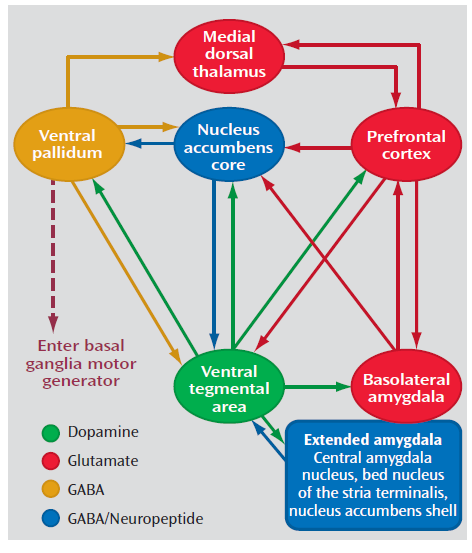 Medial
dorsal
thalamus
Ventral
pallidum
Nucleus
accumbens
core
Prefrontal
cortex
Enter basal
ganglia motor
generator
Ventral
tegmental
area
Basolateral
amygdala
Extended amygdala
Central amygdala
nucleus, bed nucleus
of the stria terminalis,
nucleus accumbens shell
Dopamine
Glutamate
GABA
GABA/Neuropeptide